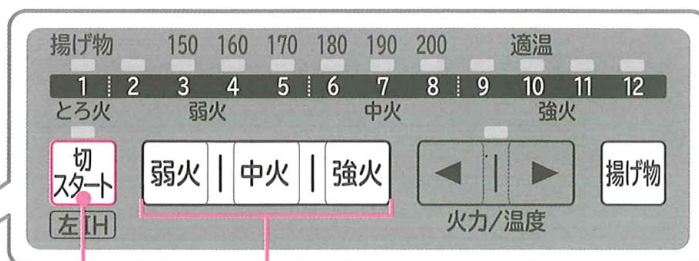 揚げ物 150 160 170 180 190 200 適温
1 2 3 4 5 6 7 8 9 10 11 12
とろ火 弱火 中火 強火
切
スタート
弱火 中火 強火
◀ ▶
揚げ物
左IH
火力/温度